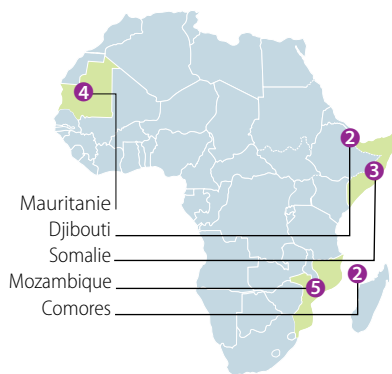 4
2
3
Mauritanie
Djibouti
Somalie
Mozambique
5
2
Comores